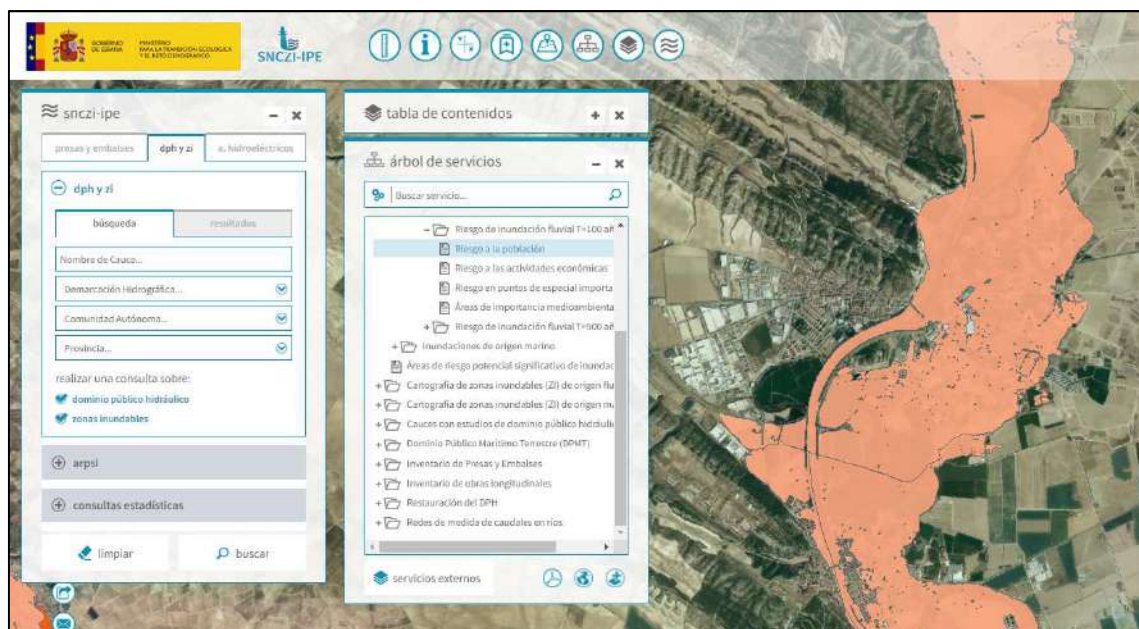 GOBIERNO
DE ESPAÑA
MINISTERIO
PARA LA TRANSICIÓN ECOLÓGICA
Y EL RETO DEMOGRÁFICO
SNCZI-IPE
snczi-ipe
presas y embalses
dph y zi
a. hidroeléctricos
dph y zi
búsqueda
resultados
Nombre de Cauce...
Demarcación Hidrográfica...
Comunidad Autónoma...
Provincia...
realizar una consulta sobre:
dominio público hidráulico
zonas inundables
arpsi
consultas estadísticas
limpiar
buscar
tabla de contenidos
árbol de servicios
Buscar servicio...
Riesgo de inundación fluvial T=100 añ
Riesgo a la población
Riesgo a las actividades económicas
Riesgo en puntos de especial importa
Áreas de importancia medioambienta
Riesgo de inundación fluvial T=500 añ
Inundaciones de origen marino
Áreas de riesgo potencial significativo de inundac
Cartografía de zonas inundables (ZI) de origen flu
Cartografía de zonas inundables (ZI) de origen ma
Cauces con estudios de dominio público hidráulic
Dominio Público Marítimo Terrestre (DPMT)
Inventario de Presas y Embalses
Inventario de obras longitudinales
Restauración del DPH
Redes de medida de caudales en ríos
servicios externos